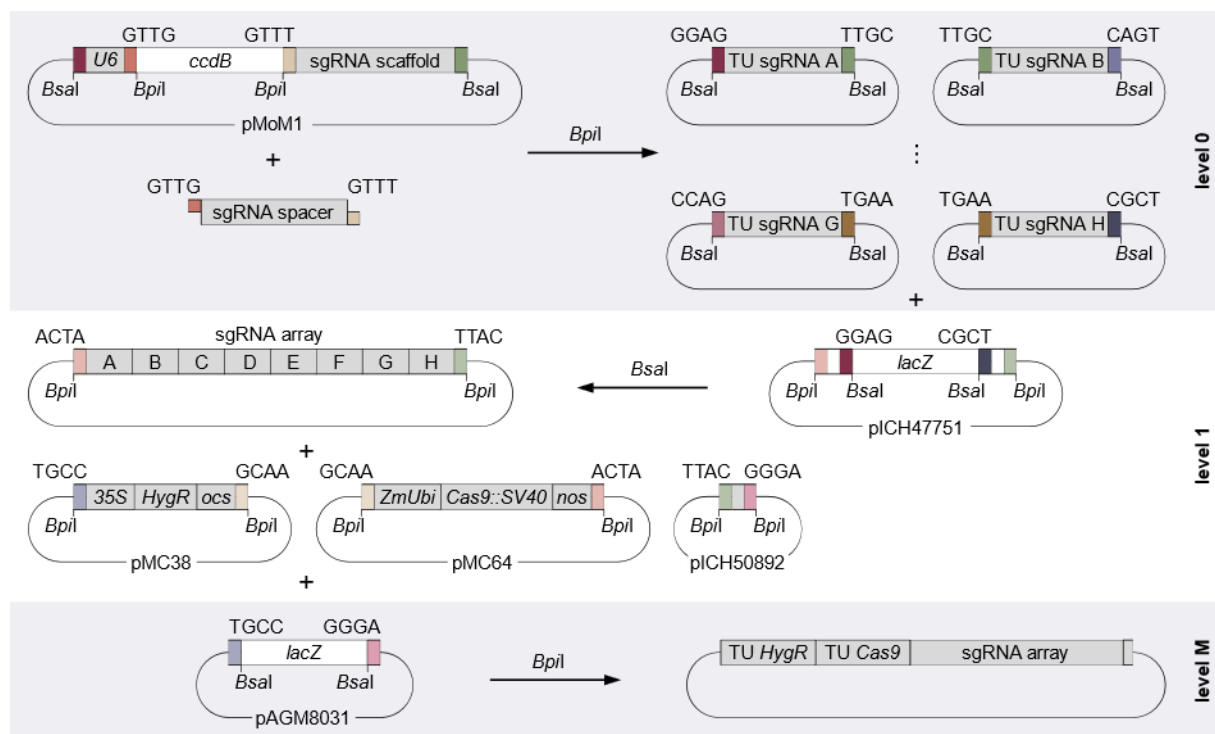 GTTG GTTT GGAG TTGC TTGC CAGT
U6 ccdB sgRNA scaffold TU sgRNA A TU sgRNA B
BsaI BpiI BpiI BsaI BsaI BsaI BsaI BsaI
pMoM1
+
BpiI
GTTG GTTT
sgRNA spacer
⋮
level 0
CCAG TGAA TGAA CGCT
TU sgRNA G TU sgRNA H
BsaI BsaI BsaI BsaI
+
ACTA sgRNA array TTAC GGAG CGCT
A B C D E F G H lacZ
BpiI BpiI BsaI BpiI BsaI BsaI BpiI
pICH47751
+
level 1
TGCC GCAA GCAA ACTA TTAC GGGA
35S HygR ocs ZmUbi Cas9::SV40 nos
BpiI BpiI BpiI BpiI BpiI BpiI
pMC38 pMC64 pICH50892
+
TGCC GGGA
lacZ TU HygR TU Cas9 sgRNA array
BsaI BsaI BpiI
pAGM8031
level M